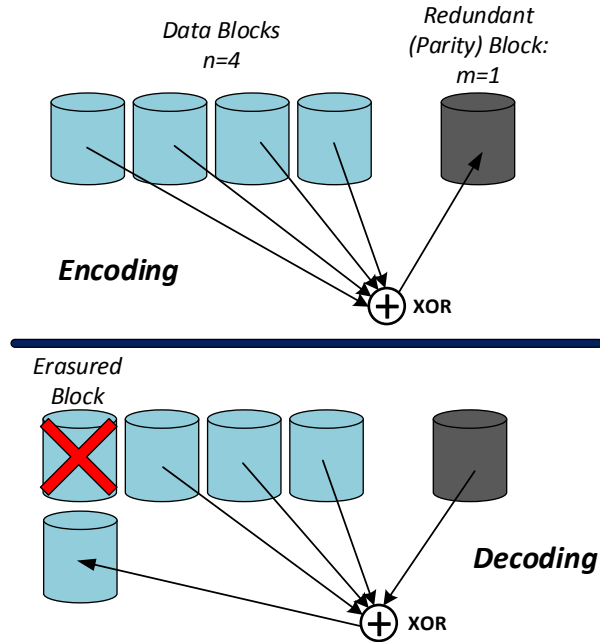 Data Blocks
n=4
Redundant
(Parity) Block:
m=1
Encoding
XOR
Erasured
Block
Decoding
XOR